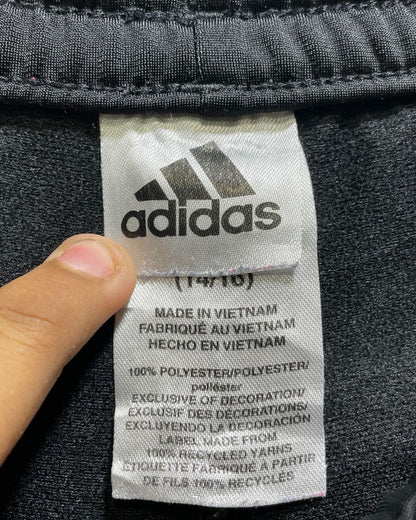 adidas
(14/16)
MADE IN VIETNAM
FABRIQUÉ AU VIETNAM
HECHO EN VIETNAM
100% POLYESTER/POLYESTER/
poliéster
EXCLUSIVE OF DECORATION/
EXCLUSIF DES DÉCORATIONS/
EXCLUYENDO LA DECORACIÓN
LABEL MADE FROM
100% RECYCLED YARNS
ÉTIQUETTE FABRIQUÉE À PARTIR
DE FILS 100% RECYCLÉS